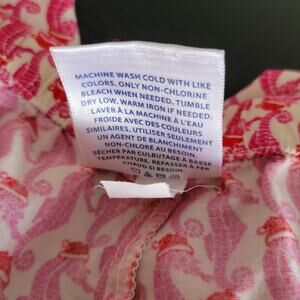 MACHINE WASH COLD WITH LIKE
COLORS, ONLY NON-CHLORINE
BLEACH WHEN NEEDED, TUMBLE
DRY LOW. WARM IRON IF NEEDED.
LAVER À LA MACHINE À L'EAU
FROIDE AVEC DES COULEURS
SIMILAIRES, UTILISER SEULEMENT
UN AGENT DE BLANCHIMENT
NON-CHLORÉ AU BESOIN.
SÉCHER PAR CULBUTAGE À BASSE
TEMPÉRATURE. REPASSER À FER
CHAUD SI BESOIN